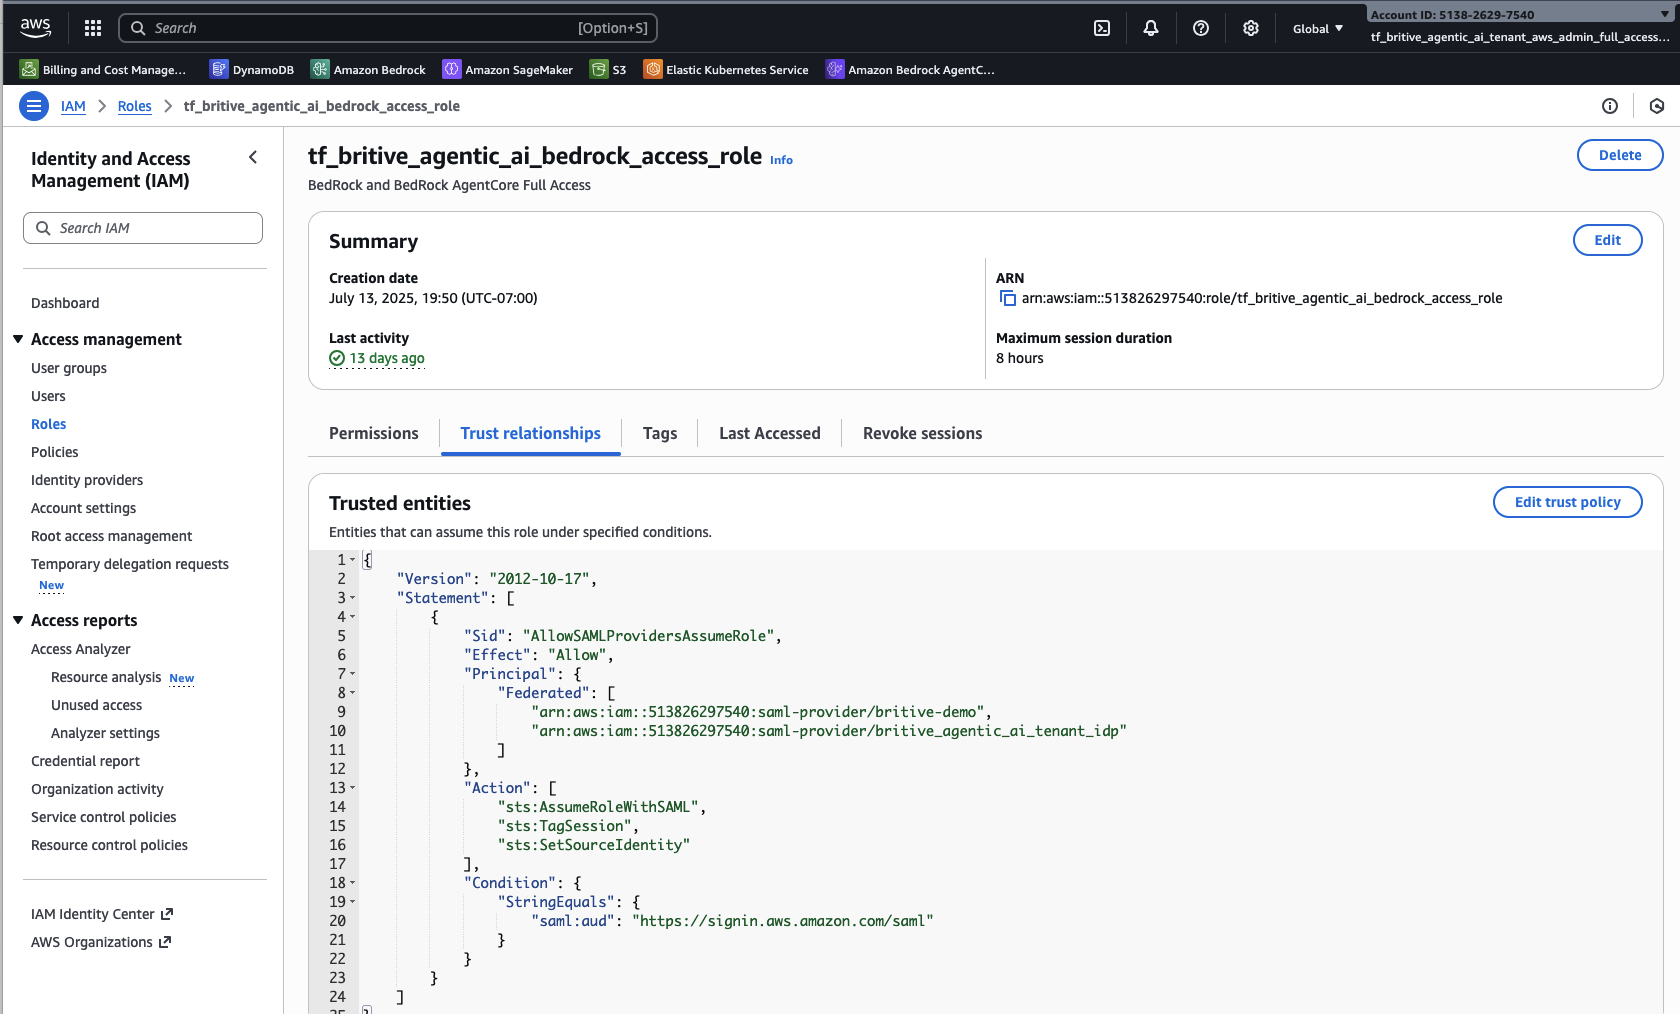 aws
Search
[Option+S]
Global
Account ID: 5138-2629-7540
tf_britive_agentic_ai_tenant_aws_admin_full_access...
Billing and Cost Manage...
DynamoDB
Amazon Bedrock
Amazon SageMaker
S3
Elastic Kubernetes Service
Amazon Bedrock AgentC...
IAM
Roles
tf_britive_agentic_ai_bedrock_access_role
Identity and Access
Management (IAM)
Search IAM
Dashboard
Access management
User groups
Users
Roles
Policies
Identity providers
Account settings
Root access management
Temporary delegation requests
New
Access reports
Access Analyzer
Resource analysis New
Unused access
Analyzer settings
Credential report
Organization activity
Service control policies
Resource control policies
IAM Identity Center
AWS Organizations
tf_britive_agentic_ai_bedrock_access_role Info
Delete
BedRock and BedRock AgentCore Full Access
Summary
Edit
Creation date
July 13, 2025, 19:50 (UTC-07:00)
Last activity
13 days ago
ARN
arn:aws:iam::513826297540:role/tf_britive_agentic_ai_bedrock_access_role
Maximum session duration
8 hours
Permissions
Trust relationships
Tags
Last Accessed
Revoke sessions
Trusted entities
Edit trust policy
Entities that can assume this role under specified conditions.
1 {
2 "Version": "2012-10-17",
3 "Statement": [
4 {
5 "Sid": "AllowSAMLProvidersAssumeRole",
6 "Effect": "Allow",
7 "Principal": {
8 "Federated": [
9 "arn:aws:iam::513826297540:saml-provider/britive-demo",
10 "arn:aws:iam::513826297540:saml-provider/britive_agentic_ai_tenant_idp"
11 ]
12 },
13 "Action": [
14 "sts:AssumeRoleWithSAML",
15 "sts:TagSession",
16 "sts:SetSourceIdentity"
17 ],
18 "Condition": {
19 "StringEquals": {
20 "saml:aud": "https://signin.aws.amazon.com/saml"
21 }
22 }
23 }
24 ]
25 }